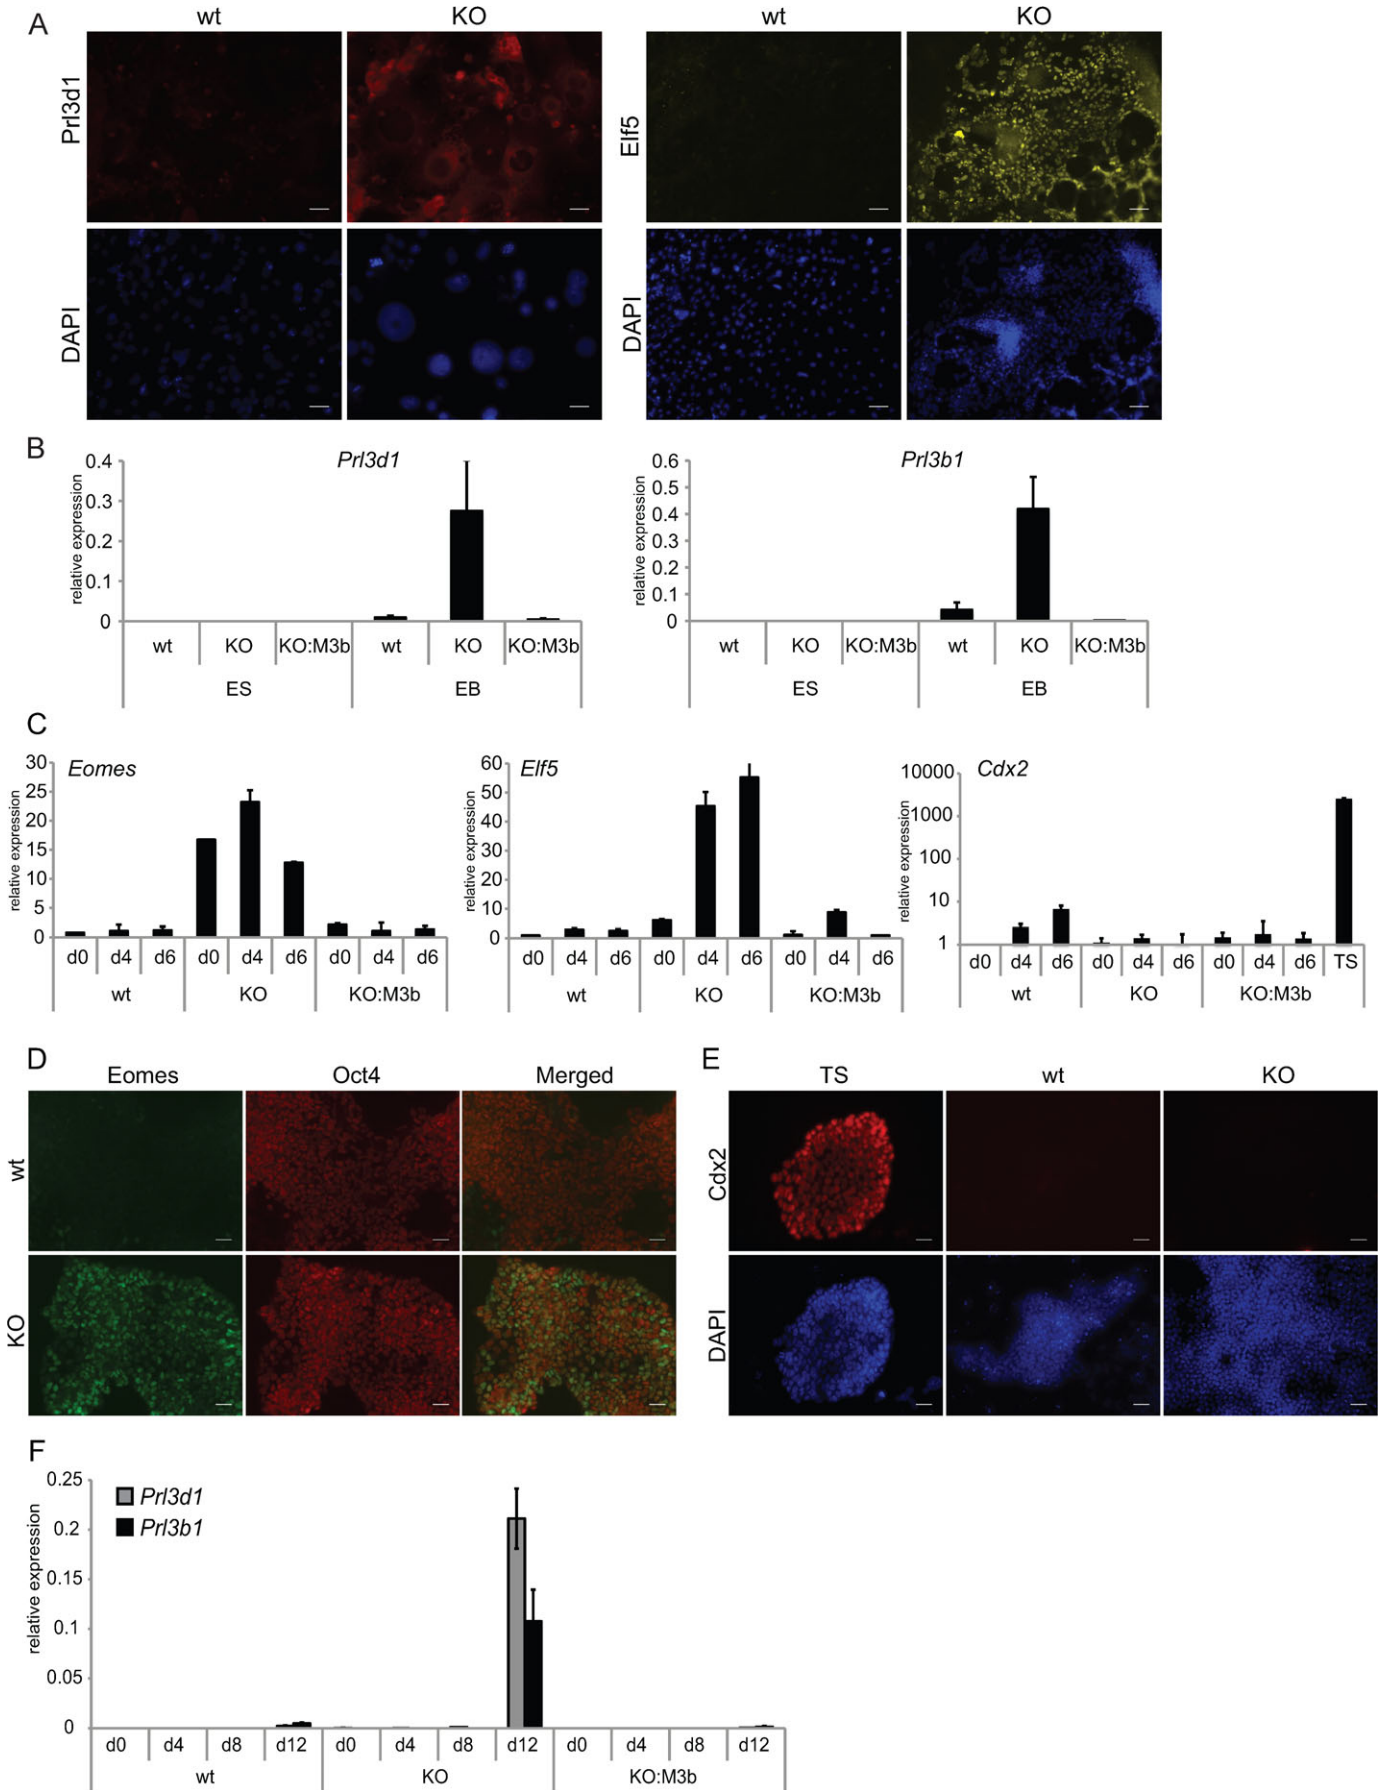 A
wt KO wt KO
Prl3d1
Elf5
DAPI
DAPI
B
Prl3d1
relative expression
0.4
0.3
0.2
0.1
0
wt KO KO:M3b wt KO KO:M3b
ES EB
Prl3b1
relative expression
0.6
0.5
0.4
0.3
0.2
0.1
0
wt KO KO:M3b wt KO KO:M3b
ES EB
C
Eomes
relative expression
30
25
20
15
10
5
0
d0 d4 d6 d0 d4 d6 d0 d4 d6
wt KO KO:M3b
Elf5
relative expression
60
50
40
30
20
10
0
d0 d4 d6 d0 d4 d6 d0 d4 d6
wt KO KO:M3b
Cdx2
relative expression
10000
1000
100
10
1
d0 d4 d6 d0 d4 d6 d0 d4 d6 TS
wt KO KO:M3b
D
Eomes Oct4 Merged
wt
KO
E
TS wt KO
Cdx2
DAPI
F
relative expression
0.25
0.2
0.15
0.1
0.05
0
Prl3d1
Prl3b1
d0 d4 d8 d12 d0 d4 d8 d12 d0 d4 d8 d12
wt KO KO:M3b